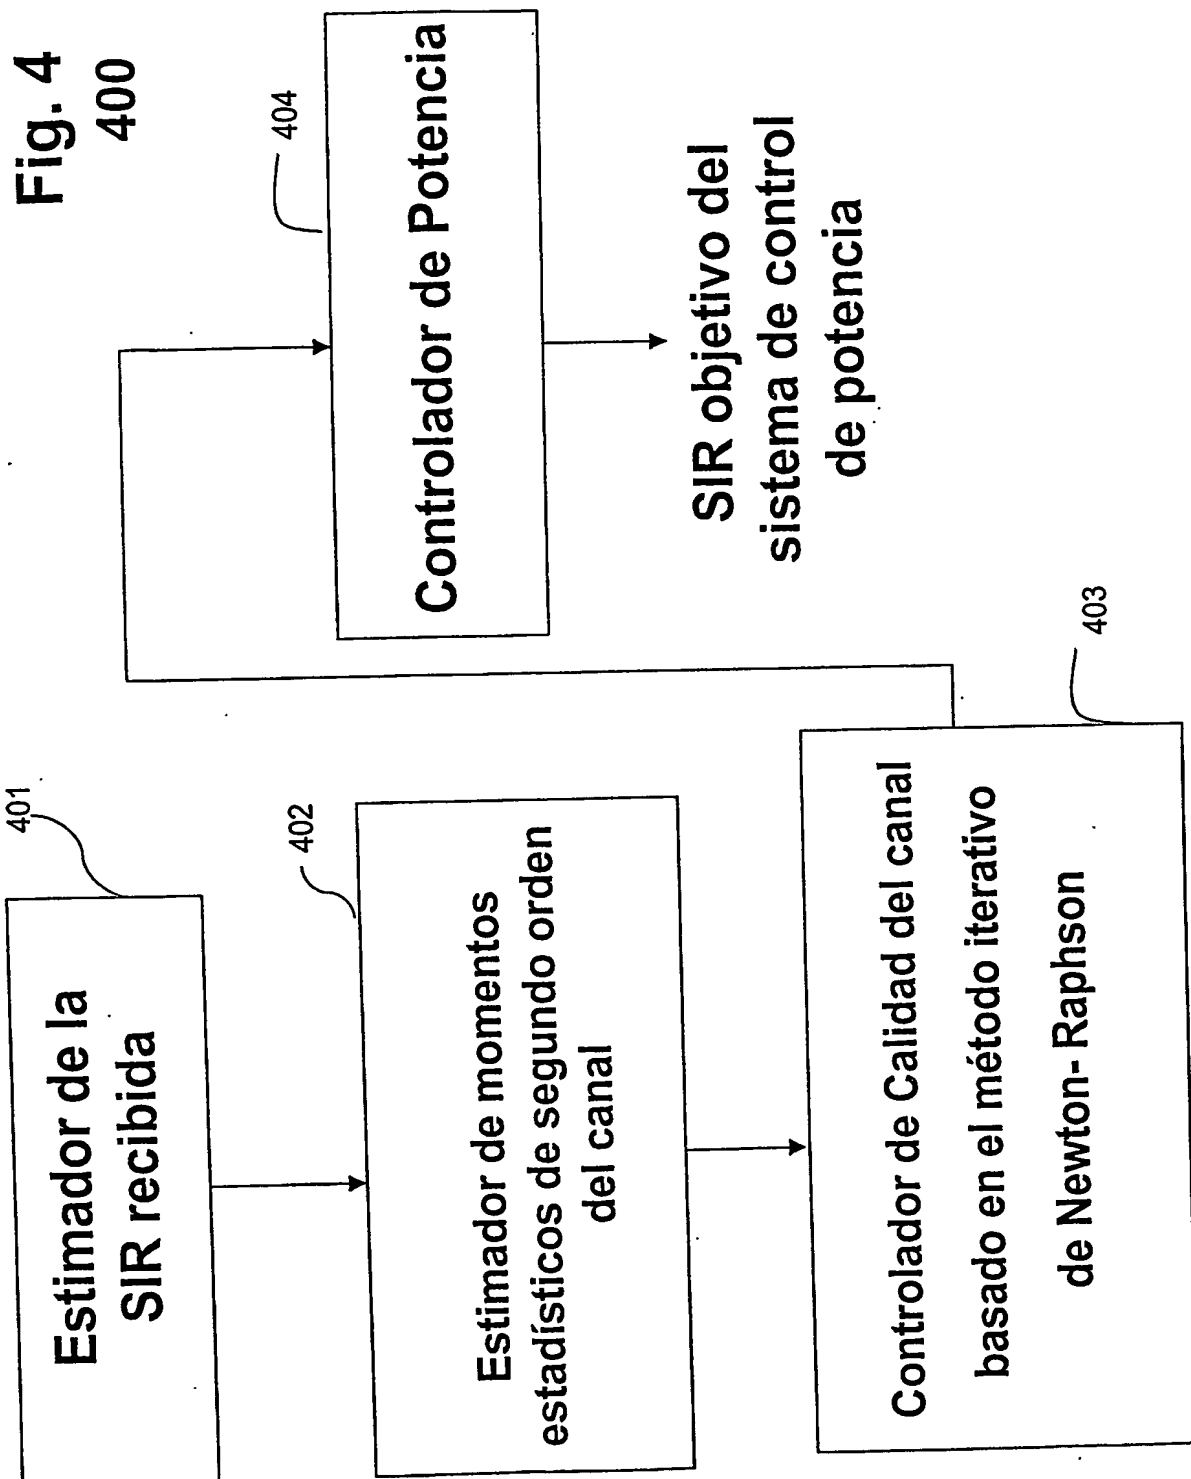 Fig. 4
400
401
Estimador de la
SIR recibida
402
Estimador de momentos
estadísticos de segundo orden
del canal
403
Controlador de Calidad del canal
basado en el método iterativo
de Newton- Raphson
404
Controlador de Potencia
SIR objetivo del
sistema de control
de potencia